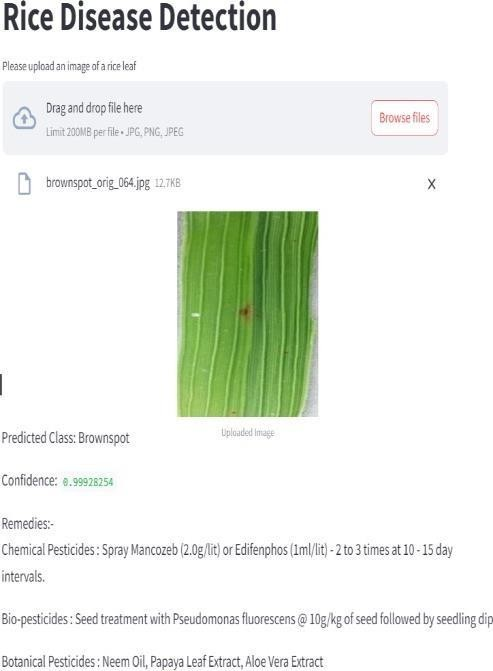 Rice Disease Detection
Please upload an image of a rice leaf
Drag and drop file here
Limit 200MB per file • JPG, PNG, JPEG
Browse files
brownspot_orig_064.jpg 12.7KB
X
Uploaded Image
Predicted Class: Brownspot
Confidence: 0.99928254
Remedies:-
Chemical Pesticides : Spray Mancozeb (2.0g/lit) or Edifenphos (1ml/lit) - 2 to 3 times at 10 - 15 day
intervals.
Bio-pesticides : Seed treatment with Pseudomonas fluorescens @ 10g/kg of seed followed by seedling dip
Botanical Pesticides : Neem Oil, Papaya Leaf Extract, Aloe Vera Extract